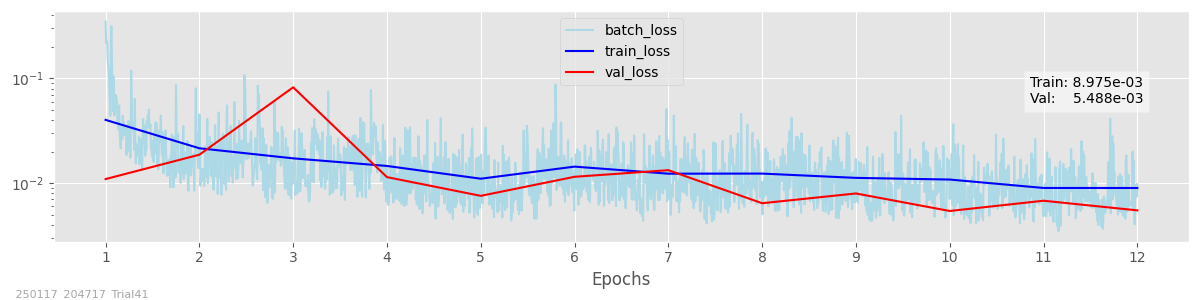 batch_loss
train_loss
val_loss
10⁻¹
10⁻²
Train: 8.975e-03
Val: 5.488e-03
1 2 3 4 5 6 7 8 9 10 11 12
Epochs
250117_204717_Trial41